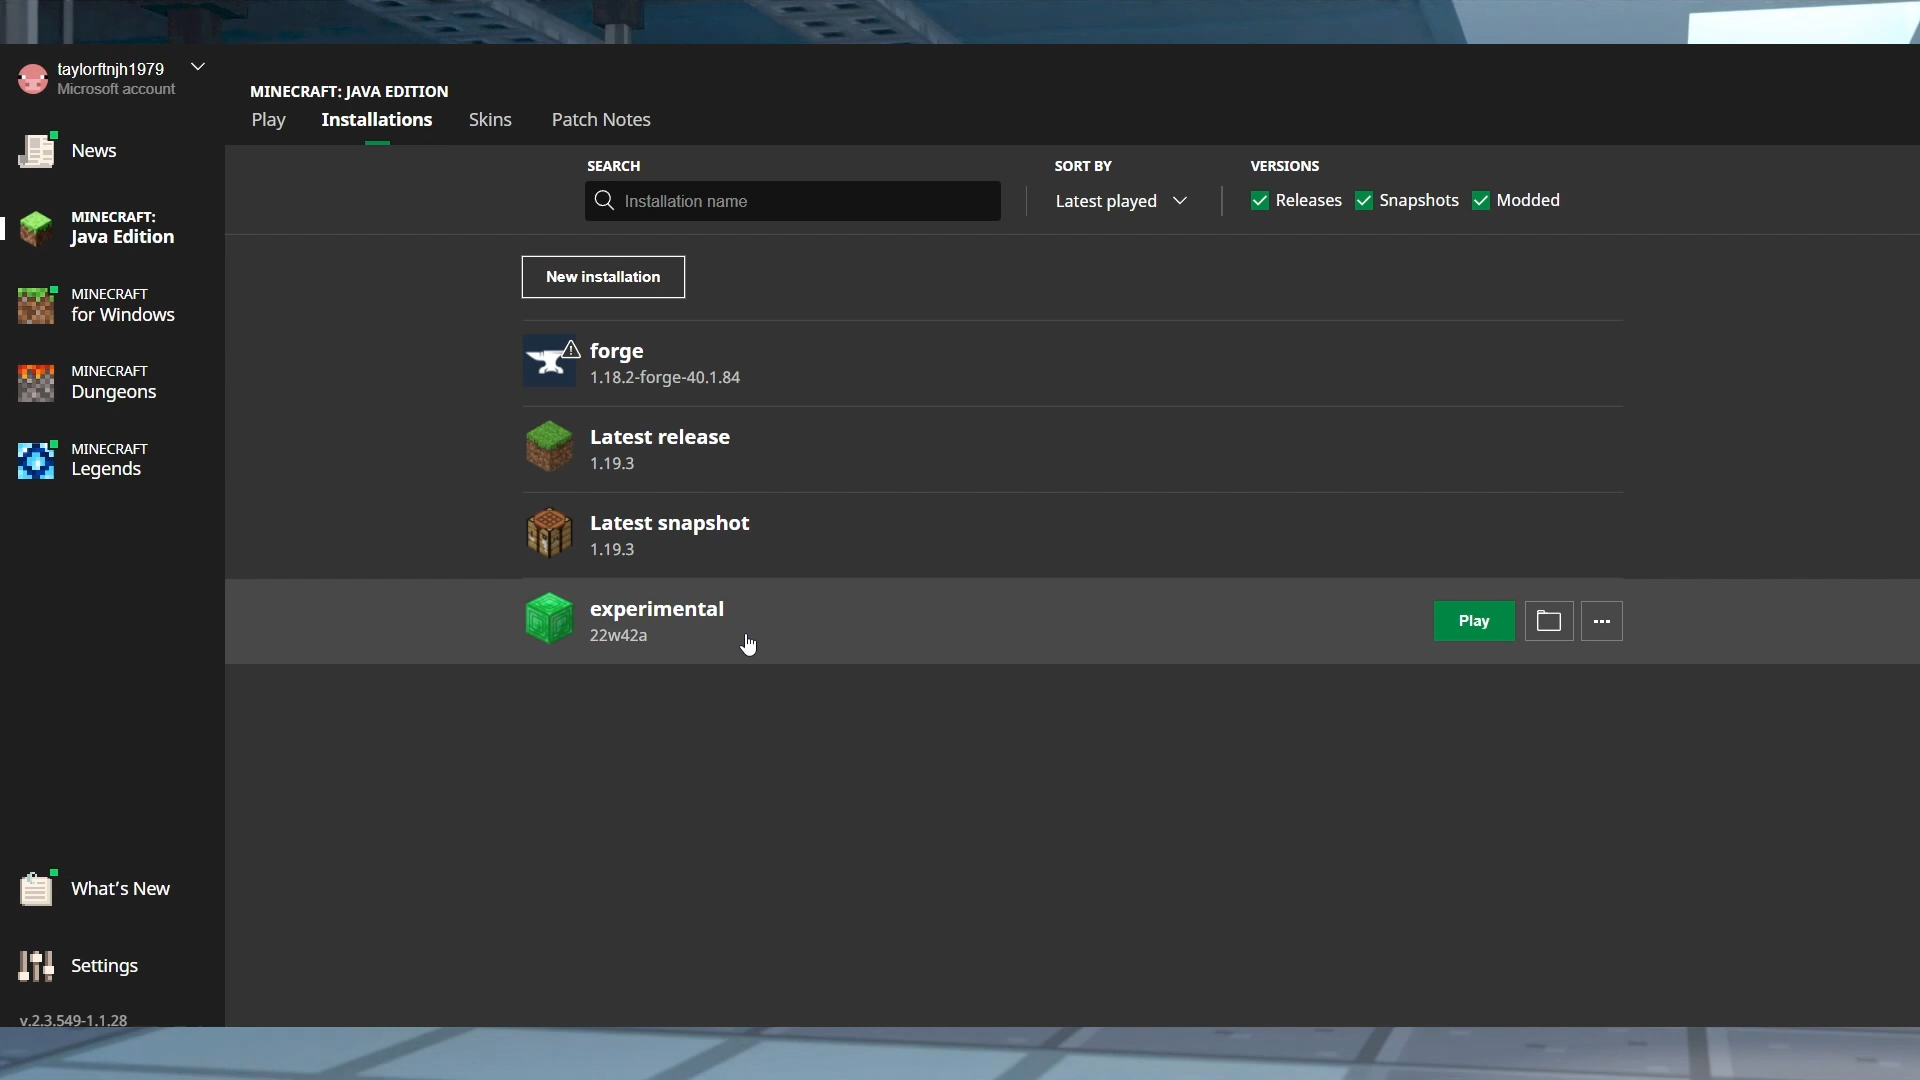 taylorftnjh1979
Microsoft account
News
MINECRAFT:
Java Edition
MINECRAFT
for Windows
MINECRAFT
Dungeons
MINECRAFT
Legends
What's New
Settings
v.2.3.549-1.1.28
MINECRAFT: JAVA EDITION
Play Installations Skins Patch Notes
SEARCH SORT BY VERSIONS
Installation name Latest played Releases Snapshots Modded
New installation
forge
1.18.2-forge-40.1.84
Latest release
1.19.3
Latest snapshot
1.19.3
experimental
22w42a
Play